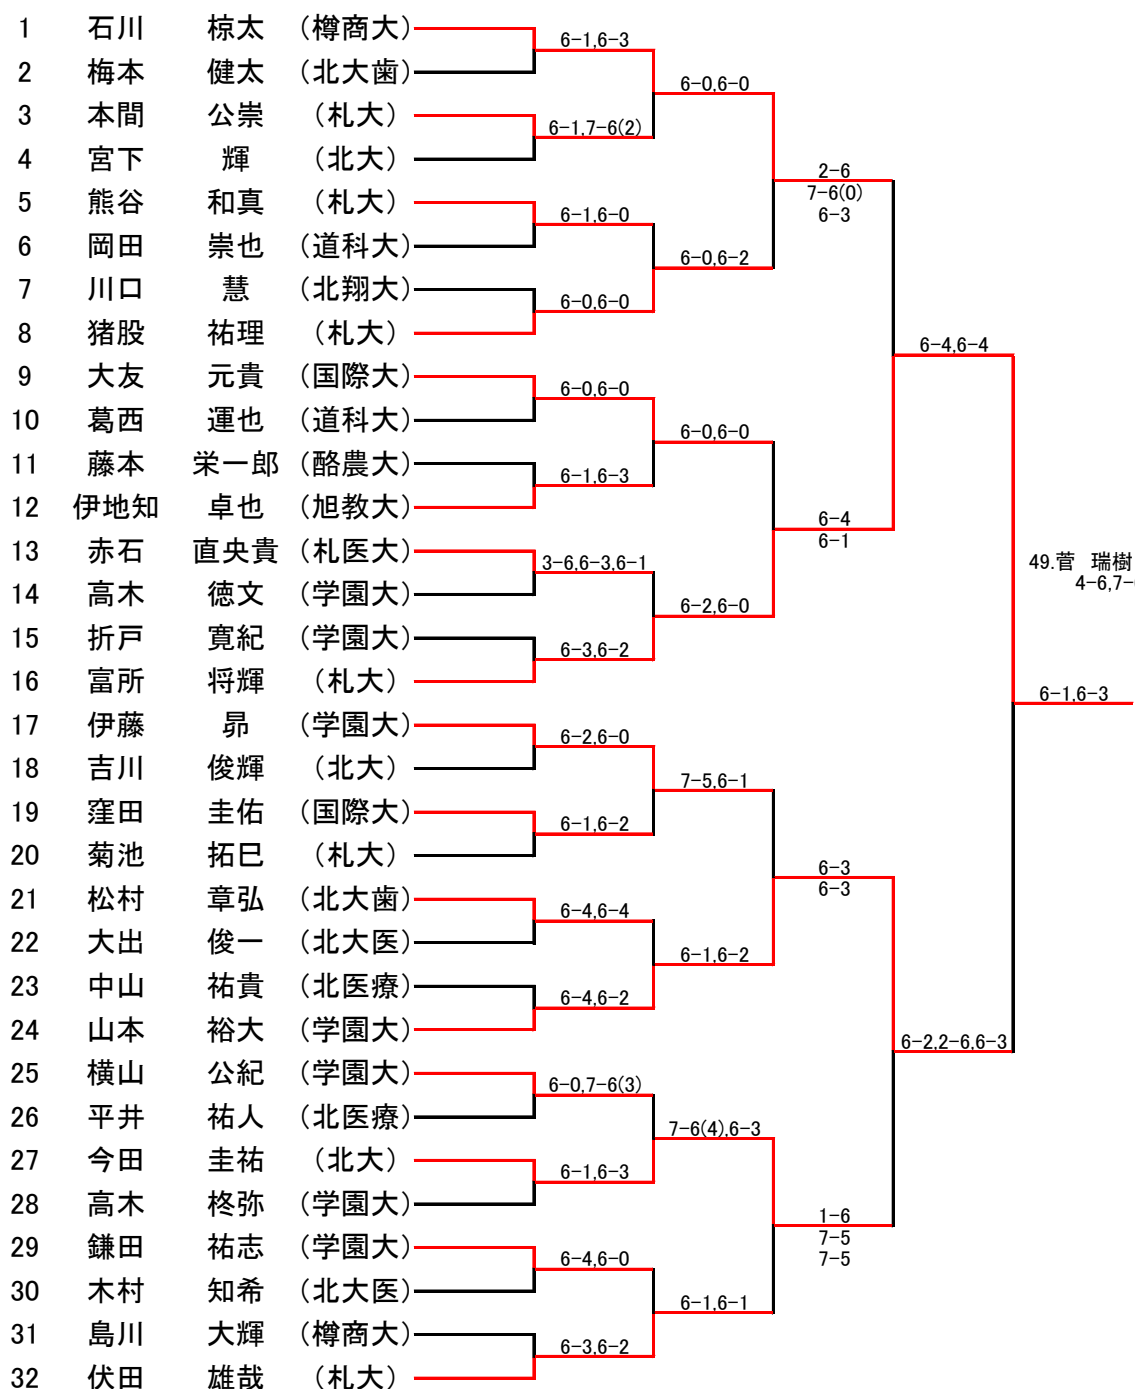 1 石川 椋太 (樽商大)
6-1,6-3
2 梅本 健太 (北大歯)
6-0,6-0
3 本間 公崇 (札大)
6-1,7-6(2)
4 宮下 輝 (北大)
2-6
7-6(0)
6-3
5 熊谷 和真 (札大)
6-1,6-0
6 岡田 崇也 (道科大)
6-0,6-2
7 川口 慧 (北翔大)
6-0,6-0
8 猪股 祐理 (札大)
6-4,6-4
9 大友 元貴 (国際大)
6-0,6-0
10 葛西 運也 (道科大)
6-0,6-0
11 藤本 栄一郎 (酪農大)
6-1,6-3
12 伊地知 卓也 (旭教大)
6-4
6-1
13 赤石 直央貴 (札医大)
3-6,6-3,6-1
49.菅 瑞樹
4-6,7-
14 高木 徳文 (学園大)
6-2,6-0
15 折戸 寛紀 (学園大)
6-3,6-2
16 富所 将輝 (札大)
6-1,6-3
17 伊藤 昴 (学園大)
6-2,6-0
18 吉川 俊輝 (北大)
7-5,6-1
19 窪田 圭佑 (国際大)
6-1,6-2
20 菊池 拓巳 (札大)
6-3
6-3
21 松村 章弘 (北大歯)
6-4,6-4
22 大出 俊一 (北大医)
6-1,6-2
23 中山 祐貴 (北医療)
6-4,6-2
24 山本 裕大 (学園大)
6-2,2-6,6-3
25 横山 公紀 (学園大)
6-0,7-6(3)
26 平井 祐人 (北医療)
7-6(4),6-3
27 今田 圭祐 (北大)
6-1,6-3
28 高木 柊弥 (学園大)
1-6
7-5
7-5
29 鎌田 祐志 (学園大)
6-4,6-0
30 木村 知希 (北大医)
6-1,6-1
31 島川 大輝 (樽商大)
6-3,6-2
32 伏田 雄哉 (札大)